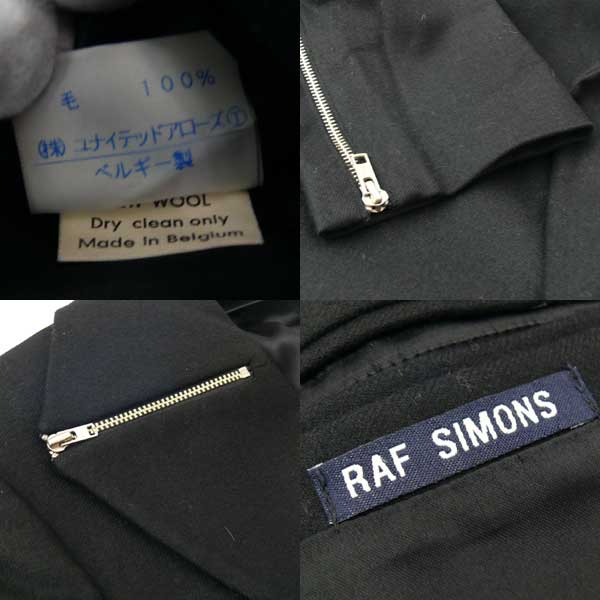 毛 100%
(株)ユナイテッドアローズ①
ベルギー製
WOOL
Dry clean only
Made in Belgium
RAF SIMONS